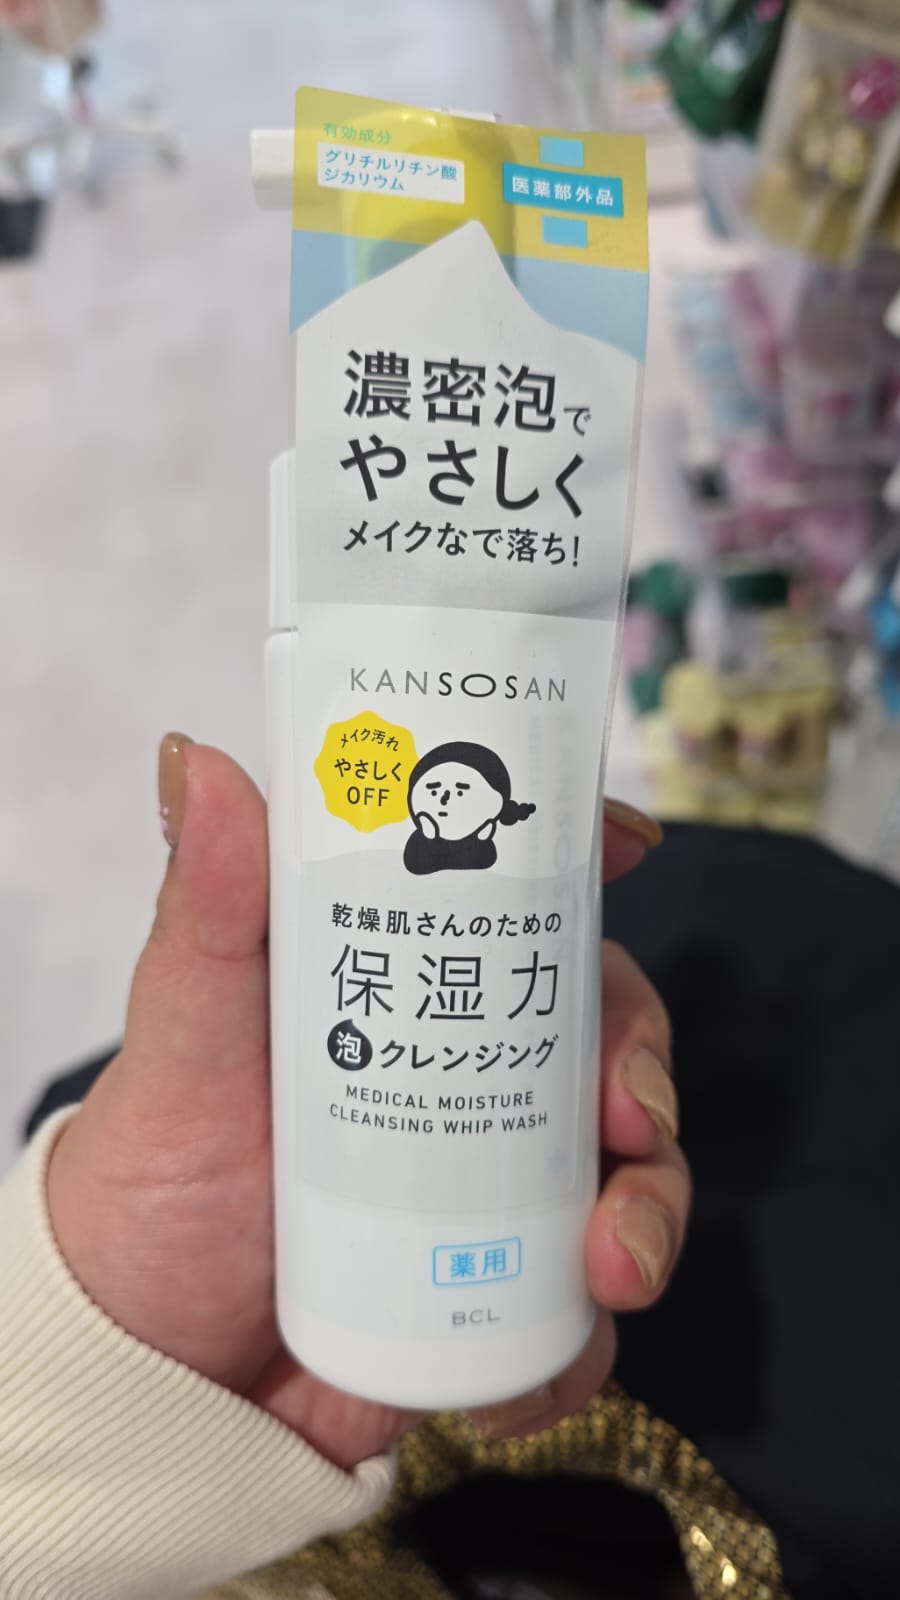 有効成分
グリチルリチン酸
ジカリウム
医薬部外品
濃密泡で
やさしく
メイクなで落ち!
KANSOSAN
メイク汚れ
やさしく
OFF
乾燥肌さんのための
保湿力
泡クレンジング
MEDICAL MOISTURE
CLEANSING WHIP WASH
薬用
BCL